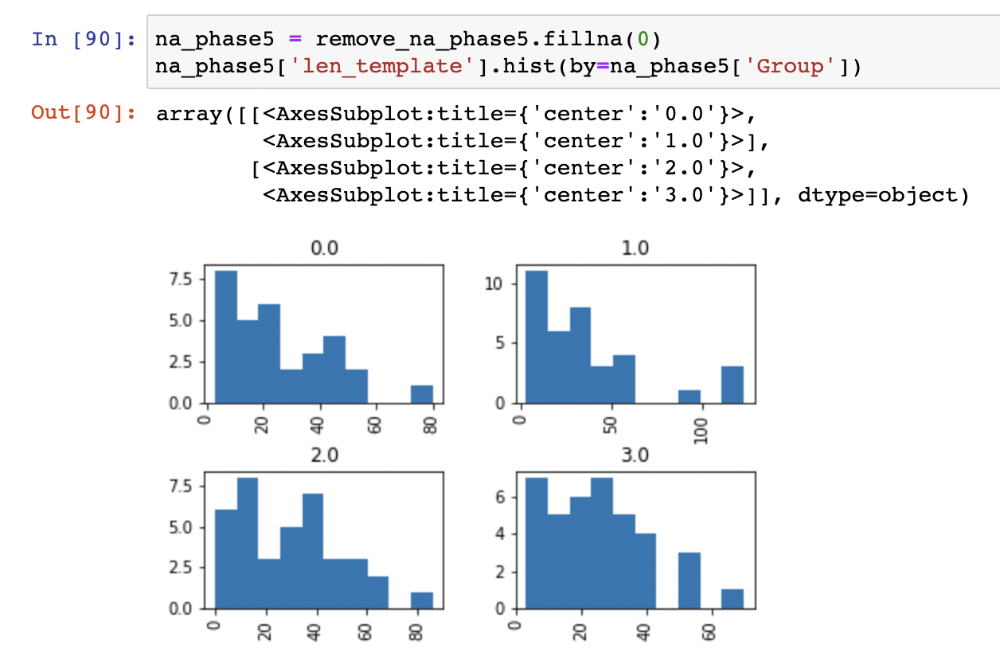 In [90]: na_phase5 = remove_na_phase5.fillna(0)
na_phase5['len_template'].hist(by=na_phase5['Group'])
Out[90]: array([[<AxesSubplot:title={'center':'0.0'}>,
<AxesSubplot:title={'center':'1.0'}>],
[<AxesSubplot:title={'center':'2.0'}>,
<AxesSubplot:title={'center':'3.0'}>]], dtype=object)
0.0
7.5
5.0
2.5
0.0
0 20 40 60 80
1.0
10
5
0
0 50 100
2.0
7.5
5.0
2.5
0.0
0 20 40 60 80
3.0
6
4
2
0
0 20 40 60